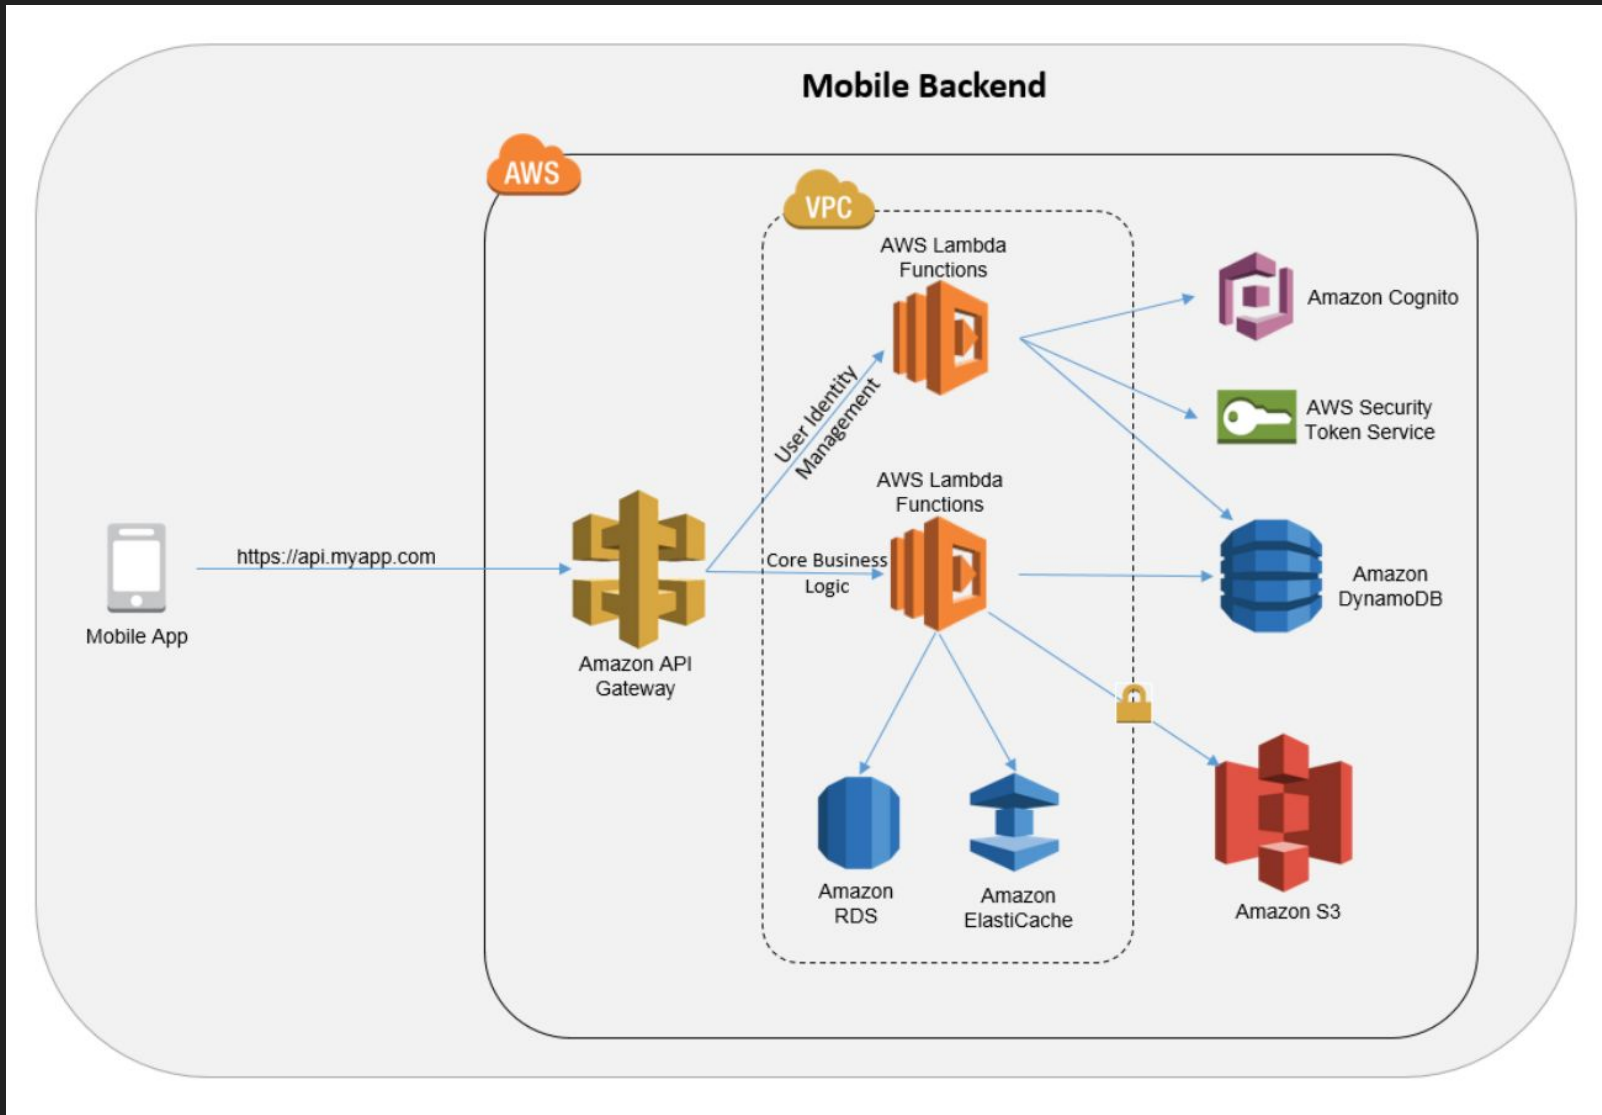 Mobile Backend
AWS
VPC
AWS Lambda
Functions
Amazon Cognito
User Identity
Management
AWS Security
Token Service
AWS Lambda
Functions
https://api.myapp.com
Core Business
Logic
Amazon
DynamoDB
Mobile App
Amazon API
Gateway
Amazon
RDS
Amazon
ElastiCache
Amazon S3